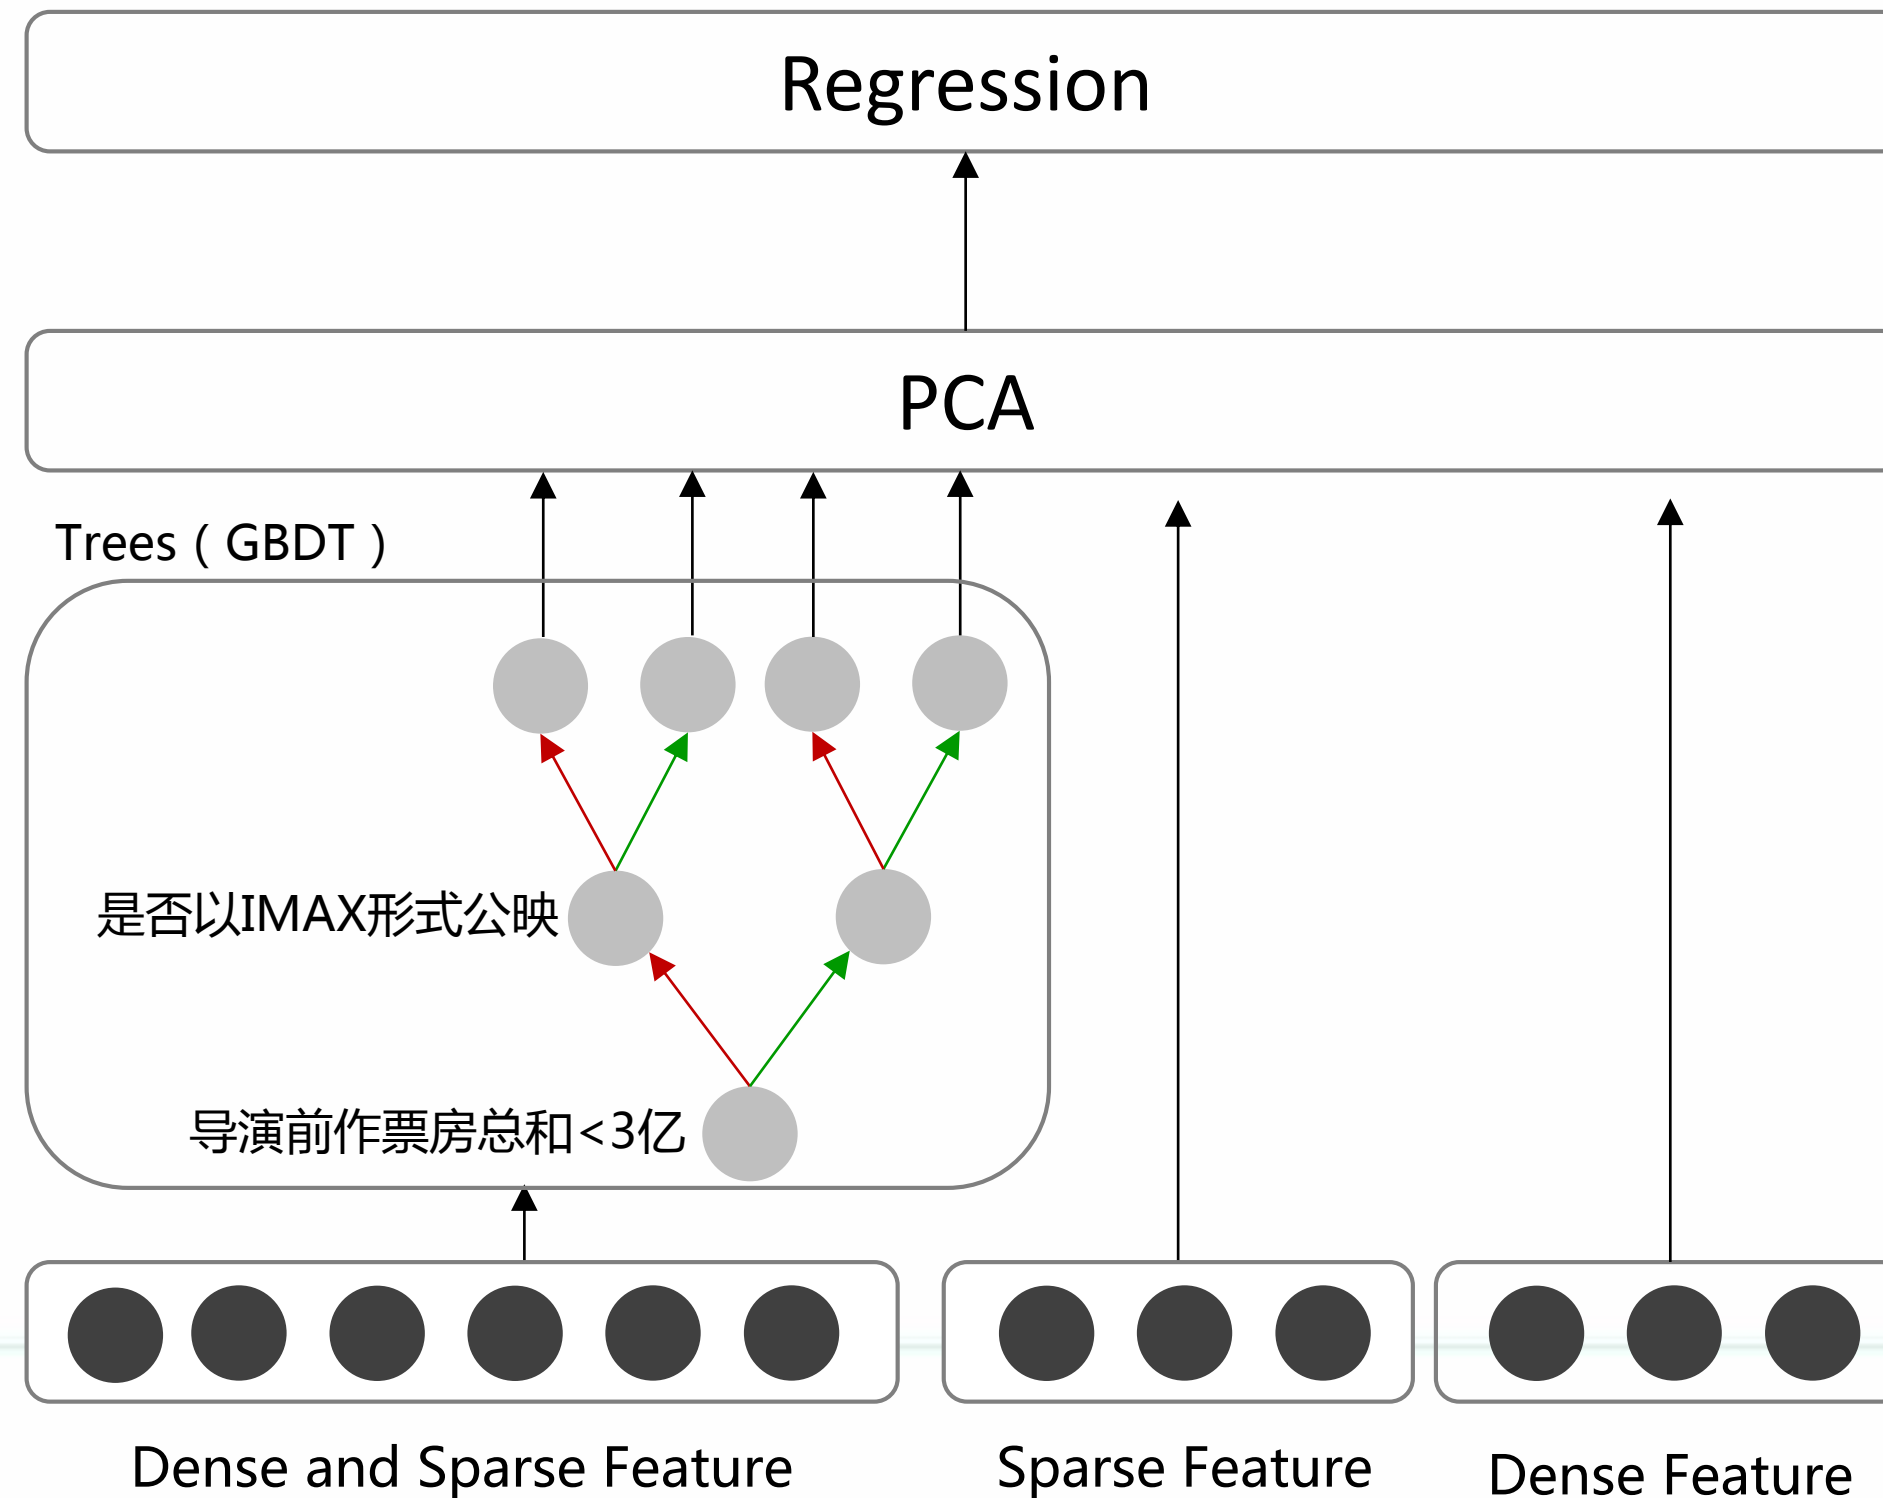 Regression
PCA
Trees（GBDT）
是否以IMAX形式公映
导演前作票房总和<3亿
Dense and Sparse Feature
Sparse Feature
Dense Feature